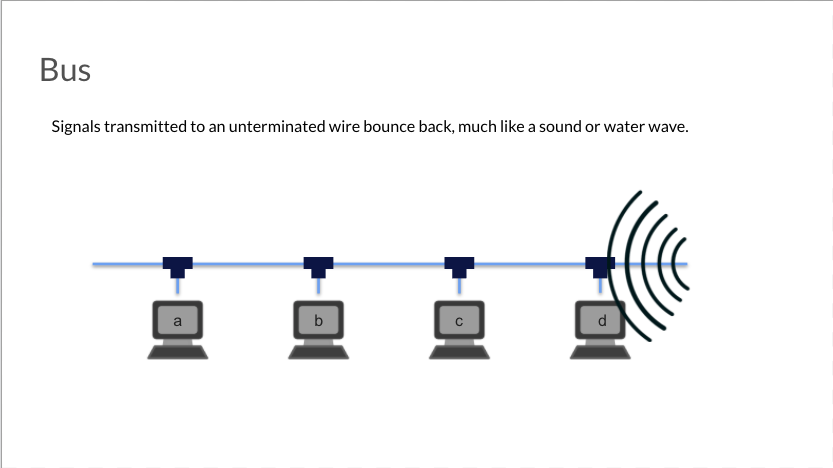 Bus
Signals transmitted to an unterminated wire bounce back, much like a sound or water wave.
a
b
c
d